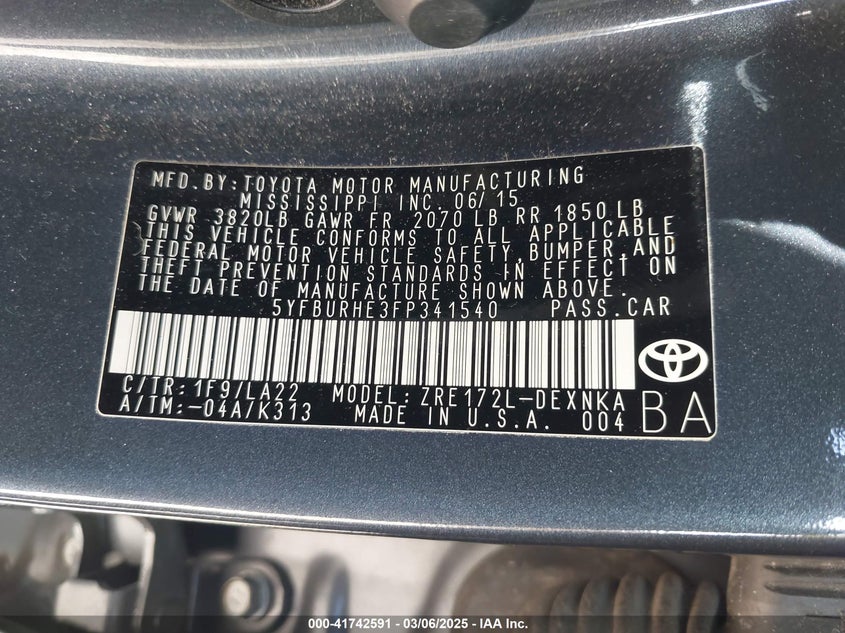 MFD.BY:TOYOTA MOTOR MANUFACTURING
MISSISSIPPI INC. 06/15
GVWR 3820LB GAWR FR 2070 LB RR 1850 LB
THIS VEHICLE CONFORMS TO ALL APPLICABLE
FEDERAL MOTOR VEHICLE SAFETY,BUMPER,AND
THEFT PREVENTION STANDARDS IN EFFECT ON
THE DATE OF MANUFACTURE SHOWN ABOVE.
5YFBURHE3FP341540 PASS.CAR
C/TR:1F9/LA22 MODEL:ZRE172L-DEXNKA
A/TM:-04A/K313 MADE IN U.S.A. 004
BA
000-41742591 - 03/06/2025 - IAA Inc.